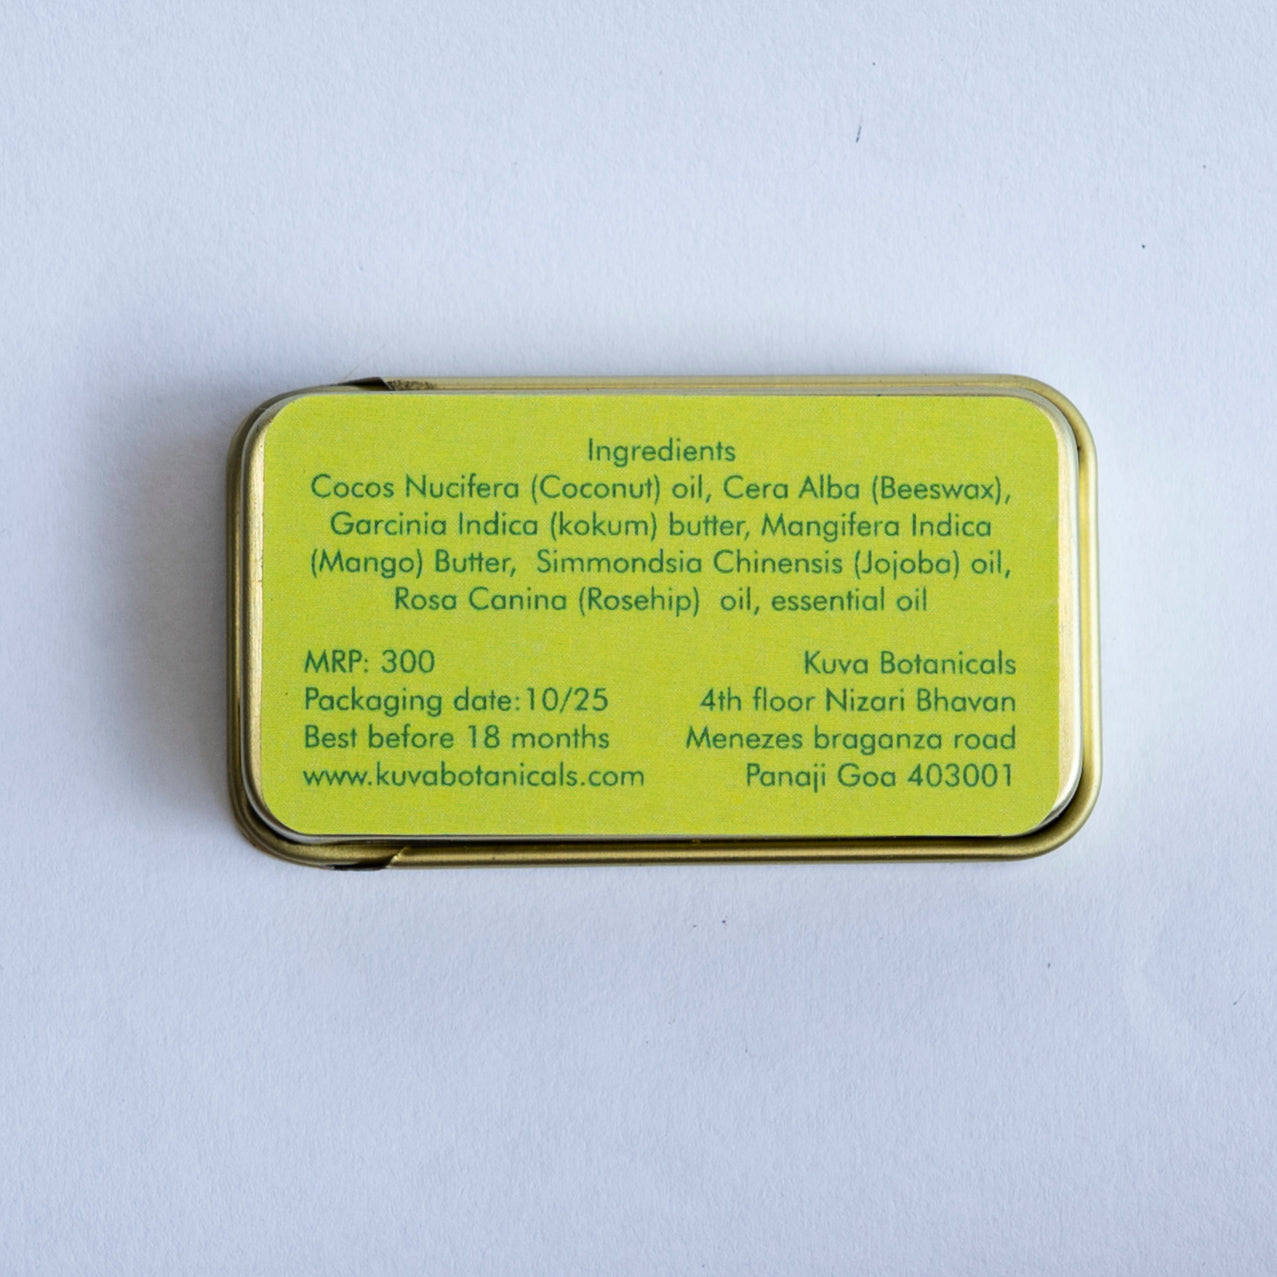 Ingredients
Cocos Nucifera (Coconut) oil, Cera Alba (Beeswax),
Garcinia Indica (kokum) butter, Mangifera Indica
(Mango) Butter,  Simmondsia Chinensis (Jojoba) oil,
Rosa Canina (Rosehip)  oil, essential oil
MRP: 300
Packaging date:10/25
Best before 18 months
www.kuvabotanicals.com
Kuva Botanicals
4th floor Nizari Bhavan
Menezes braganza road
Panaji Goa 403001